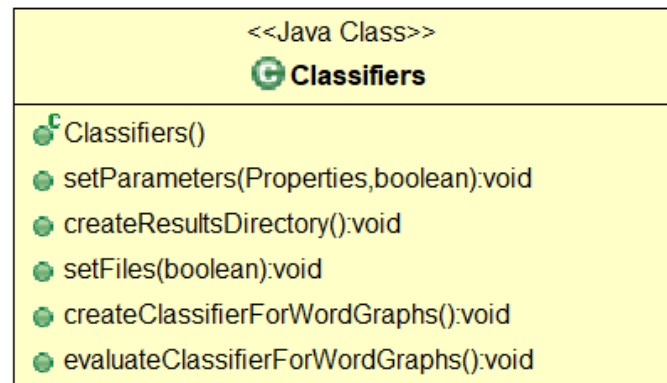 <<Java Class>>
C Classifiers
C Classifiers()
setParameters(Properties,boolean):void
createResultsDirectory():void
setFiles(boolean):void
createClassifierForWordGraphs():void
evaluateClassifierForWordGraphs():void